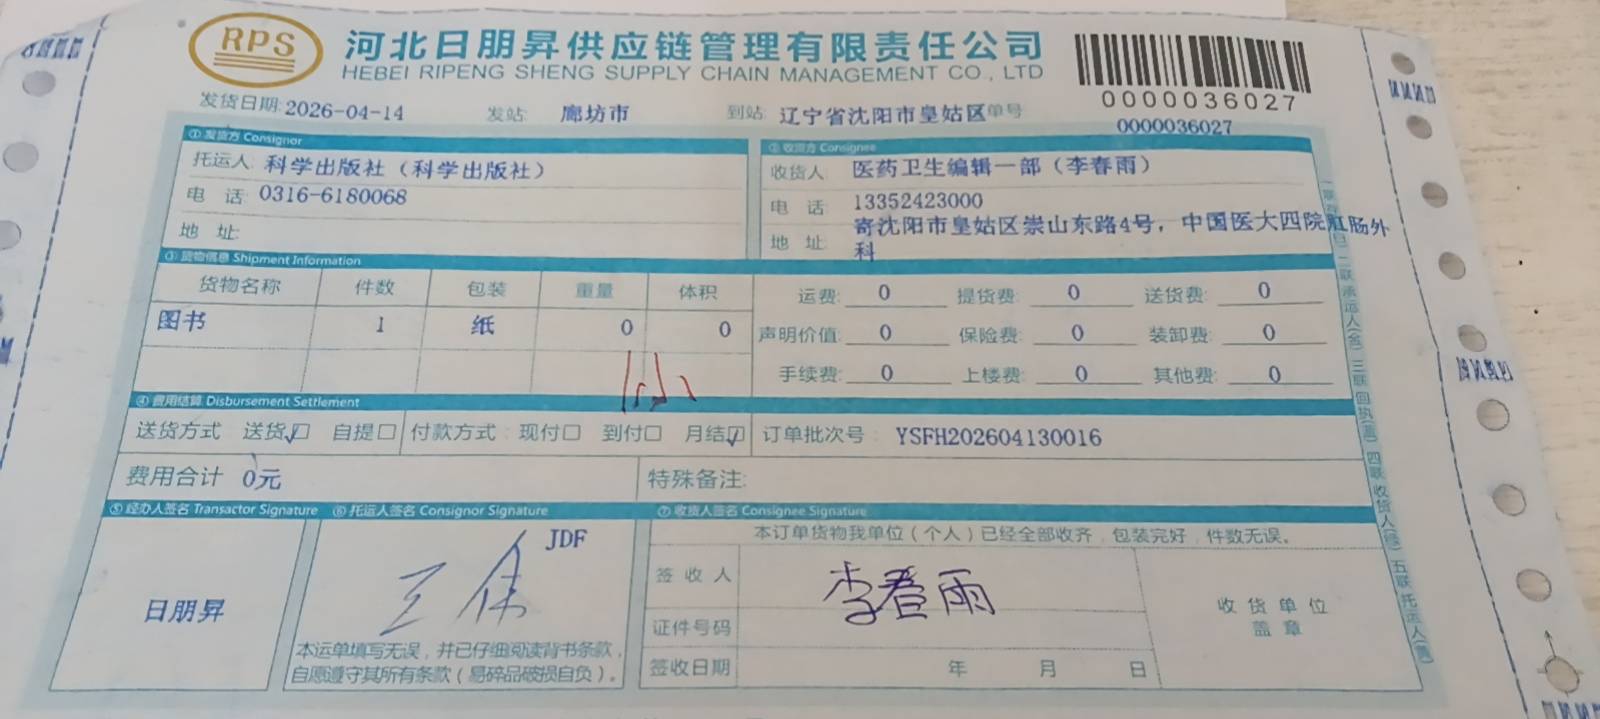 RPS 河北日朋昇供应链管理有限责任公司
HEBEI RIPENG SHENG SUPPLY CHAIN MANAGEMENT CO., LTD
0000036027
发货日期: 2026-04-14 发站: 廊坊市 到站: 辽宁省沈阳市皇姑区 单号 0000036027
① 发货方 Consignor
托运人: 科学出版社（科学出版社）
电 话: 0316-6180068
地 址:
② 收货方 Consignee
收货人: 医药卫生编辑一部（李春雨）
电 话: 13352423000
地 址: 寄沈阳市皇姑区崇山东路4号，中国医大四院肛肠外
科
③ 货物信息 Shipment Information
货物名称 件数 包装 重量 体积
图书 1 纸 0 0
运费: 0 提货费: 0 送货费: 0
声明价值: 0 保险费: 0 装卸费: 0
手续费: 0 上楼费: 0 其他费: 0
④ 费用结算 Disbursement Settlement
送货方式 送货☑ 自提□ 付款方式: 现付□ 到付□ 月结☑ 订单批次号: YSFH202604130016
费用合计 0元 特殊备注:
⑤ 经办人签名 Transactor Signature
日朋昇
⑥ 托运人签名 Consignor Signature
JDF
本运单填写无误，并已仔细阅读背书条款，
自愿遵守其所有条款（易碎品破损自负）。
⑦ 收货人签名 Consignee Signature
本订单货物我单位（个人）已经全部收齐，包装完好，件数无误。
签 收 人 李春雨
证件号码
签收日期 年 月 日
收 货 单 位
盖 章